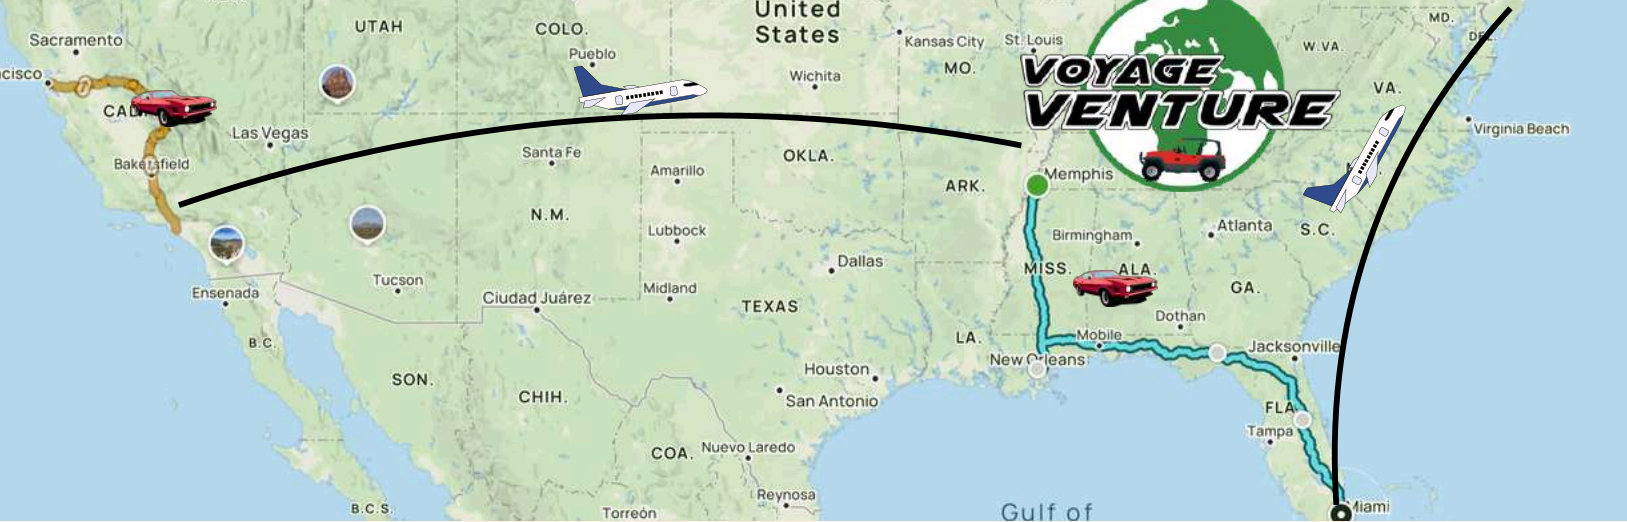 United
States
MD.
DEL.
UTAH
COLO.
Sacramento
Pueblo
Kansas City
St. Louis
W.VA.
cisco
Wichita
MO.
VOYAGE
VENTURE
VA.
Las Vegas
Virginia Beach
Bakersfield
Santa Fe
OKLA.
Amarillo
ARK.
Memphis
N.M.
Lubbock
Birmingham
Atlanta
S.C.
Tucson
Dallas
MISS.
ALA.
GA.
Ensenada
Ciudad Juárez
Midland
TEXAS
Dothan
B.C.
LA.
Mobile
Jacksonville
New Orleans
SON.
Houston
CHIH.
San Antonio
FLA
Tampa
COA.
Nuevo Laredo
B.C.S.
Reynosa
Torreón
Gulf of
Miami